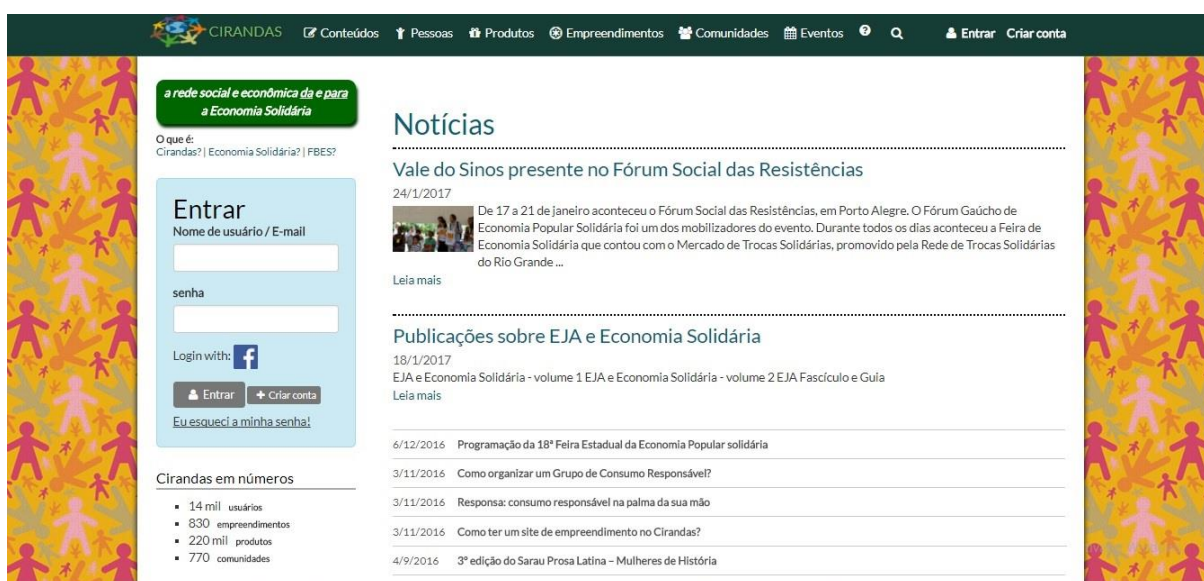 CIRANDAS Conteúdos Pessoas Produtos Empreendimentos Comunidades Eventos Entrar Criar conta
a rede social e econômica da e para
a Economia Solidária
O que é:
Cirandas? | Economia Solidária? | FBES?
Entrar
Nome de usuário / E-mail
senha
Login with:
Entrar + Criar conta
Eu esqueci a minha senha!
Cirandas em números
14 mil usuários
830 empreendimentos
220 mil produtos
770 comunidades
Notícias
Vale do Sinos presente no Fórum Social das Resistências
24/1/2017
De 17 a 21 de janeiro aconteceu o Fórum Social das Resistências, em Porto Alegre. O Fórum Gaúcho de
Economia Popular Solidária foi um dos mobilizadores do evento. Durante todos os dias aconteceu a Feira de
Economia Solidária que contou com o Mercado de Trocas Solidárias, promovido pela Rede de Trocas Solidárias
do Rio Grande ...
Leia mais
Publicações sobre EJA e Economia Solidária
18/1/2017
EJA e Economia Solidária - volume 1 EJA e Economia Solidária - volume 2 EJA Fascículo e Guia
Leia mais
6/12/2016 Programação da 18ª Feira Estadual da Economia Popular solidária
3/11/2016 Como organizar um Grupo de Consumo Responsável?
3/11/2016 Responsa: consumo responsável na palma da sua mão
3/11/2016 Como ter um site de empreendimento no Cirandas?
4/9/2016 3ª edição do Sarau Prosa Latina – Mulheres de História